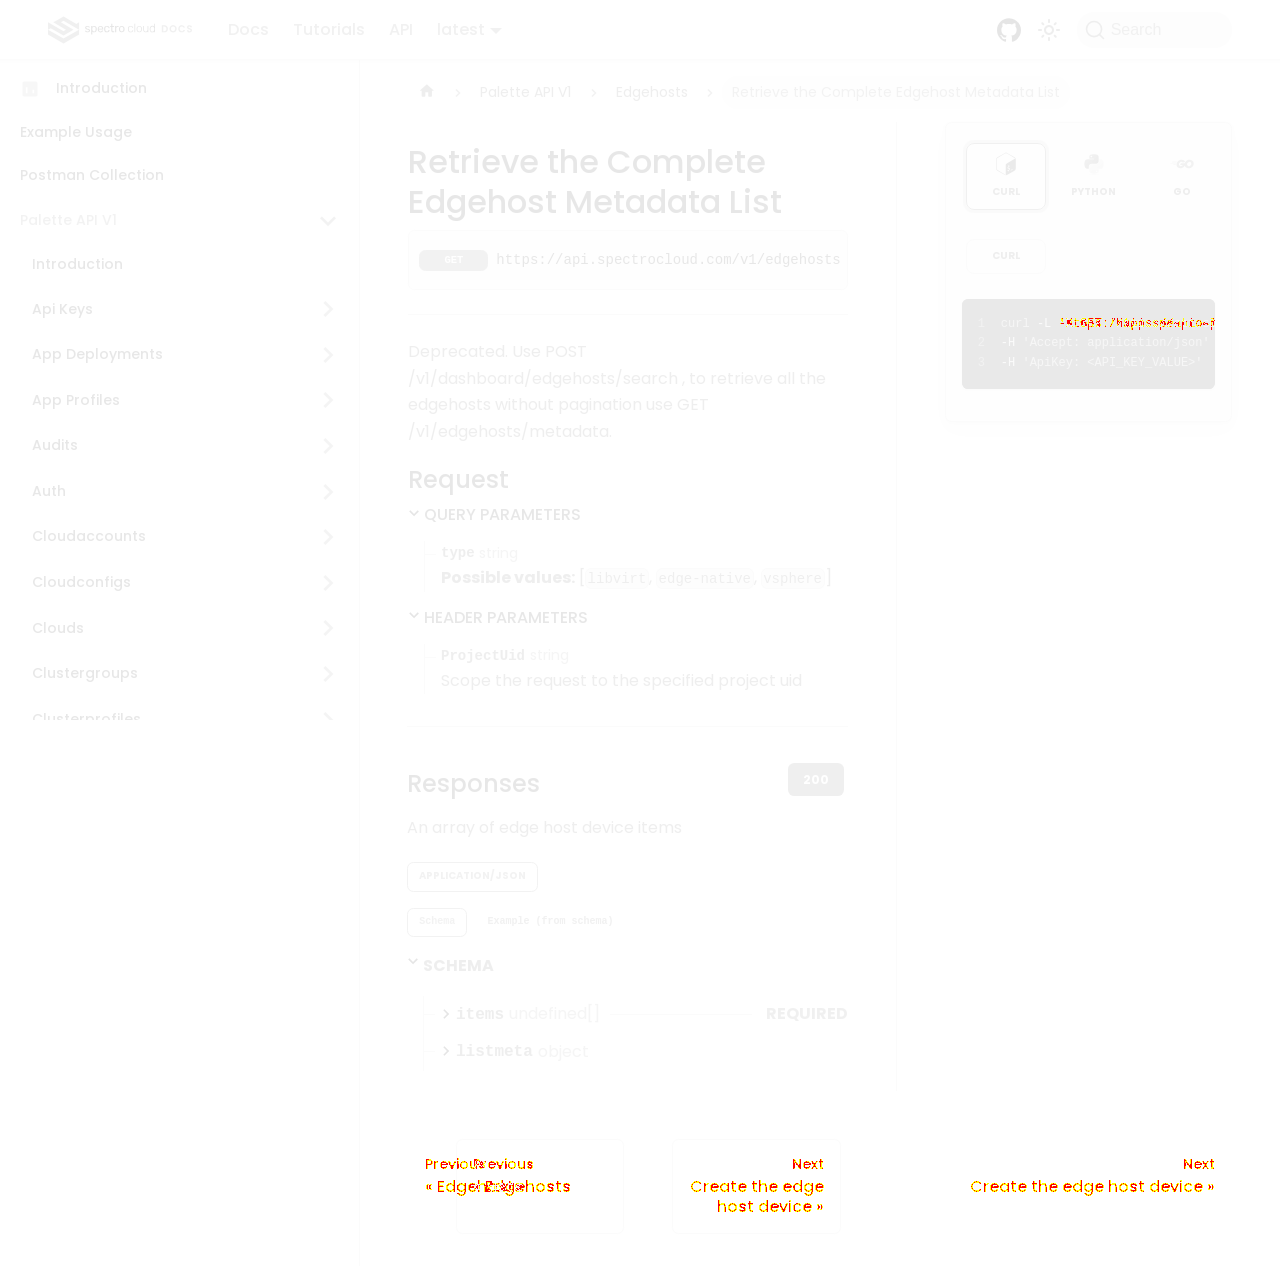 spectro cloud DOCS
Docs
Tutorials
API
latest
Search
Introduction
Example Usage
Postman Collection
Palette API V1
Introduction
Api Keys
App Deployments
App Profiles
Audits
Auth
Cloudaccounts
Cloudconfigs
Clouds
Clustergroups
Clusterprofiles
Palette API V1
Edgehosts
Retrieve the Complete Edgehost Metadata List
Retrieve the Complete
Edgehost Metadata List
GET https://api.spectrocloud.com/v1/edgehosts
Deprecated. Use POST
/v1/dashboard/edgehosts/search , to retrieve all the
edgehosts without pagination use GET
/v1/edgehosts/metadata.
Request
QUERY PARAMETERS
type string
Possible values: [libvirt, edge-native, vsphere]
HEADER PARAMETERS
ProjectUid string
Scope the request to the specified project uid
Responses
200
An array of edge host device items
APPLICATION/JSON
Schema
Example (from schema)
SCHEMA
items undefined[]
REQUIRED
listmeta object
CURL
PYTHON
GO
CURL
1 curl -L
2 -H 'Accept: application/json'
3 -H 'ApiKey: <API_KEY_VALUE>'
Previous
Previous
Next
Create the edge
host device »
Next
Create the edge host device »